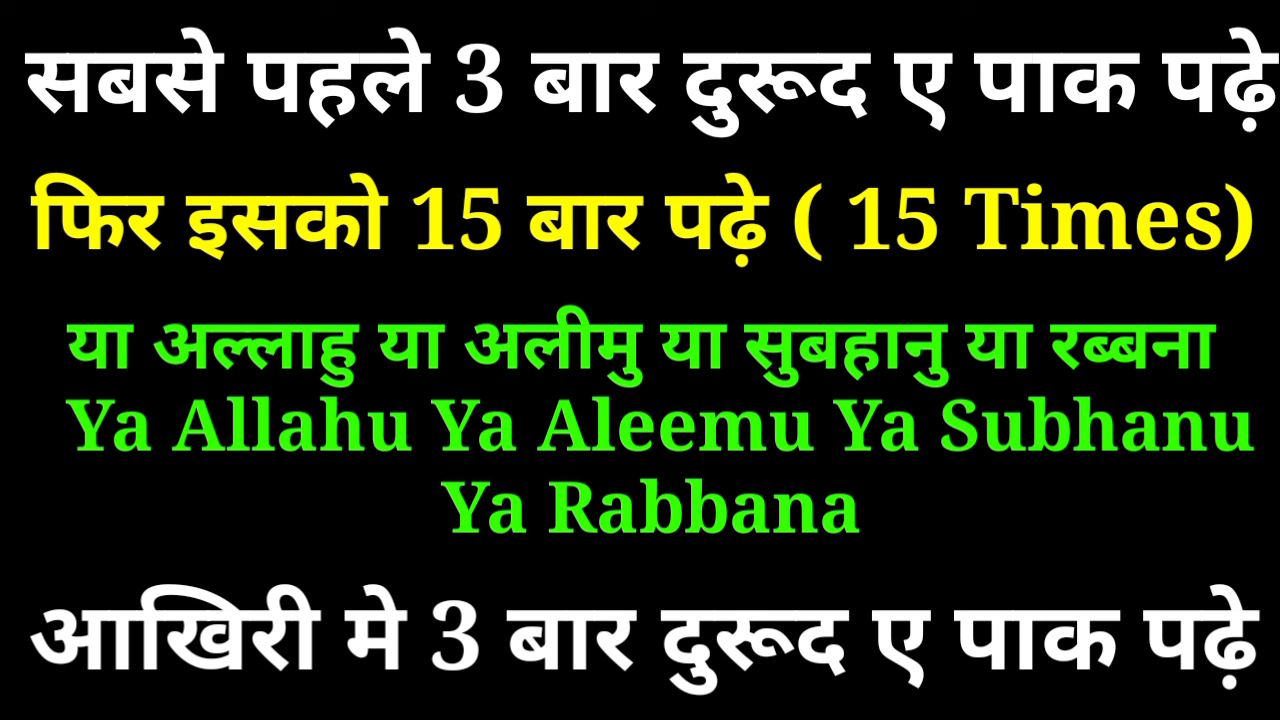 सबसे पहले 3 बार दुरूद ए पाक पढ़े
फिर इसको 15 बार पढ़े ( 15 Times)
या अल्लाहु या अलीमु या सुबहानु या रब्बना
Ya Allahu Ya Aleemu Ya Subhanu
Ya Rabbana
आखिरी मे 3 बार दुरूद ए पाक पढ़े